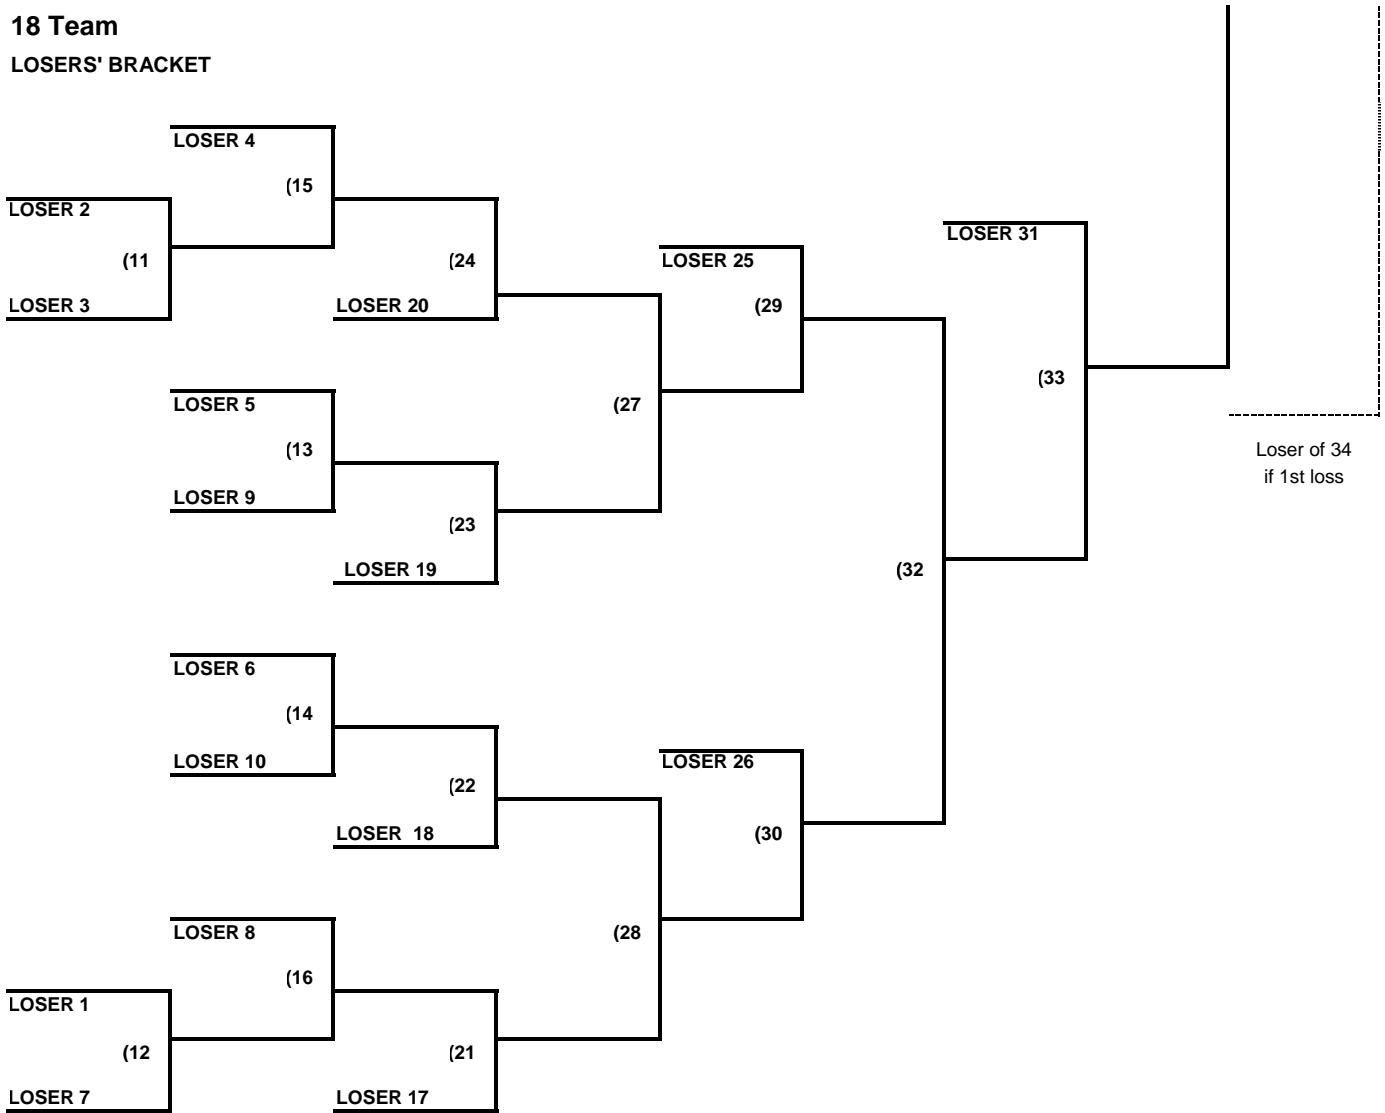 18 Team
LOSERS' BRACKET
LOSER 4
(15
LOSER 2
LOSER 31
(11
(24
LOSER 25
LOSER 3
LOSER 20
(29
(33
LOSER 5
(27
(13
Loser of 34
if 1st loss
LOSER 9
(23
LOSER 19
(32
LOSER 6
(14
LOSER 10
LOSER 26
(22
LOSER 18
(30
LOSER 8
(28
(16
LOSER 1
(12
(21
LOSER 7
LOSER 17